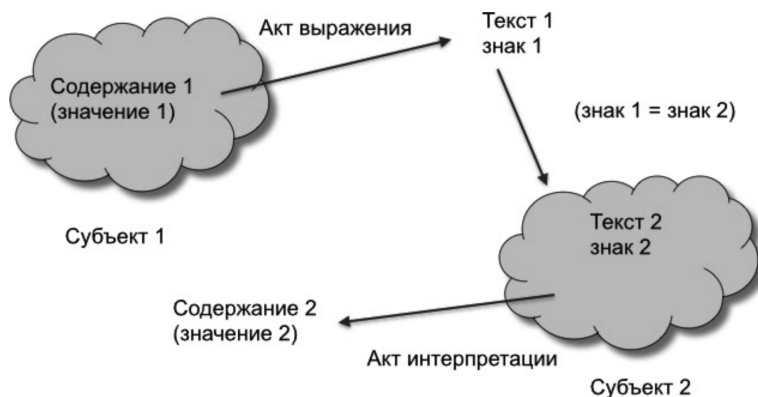 Акт выражения
Текст 1
знак 1
Содержание 1
(значение 1)
(знак 1 = знак 2)
Субъект 1
Текст 2
знак 2
Содержание 2
(значение 2)
Акт интерпретации
Субъект 2